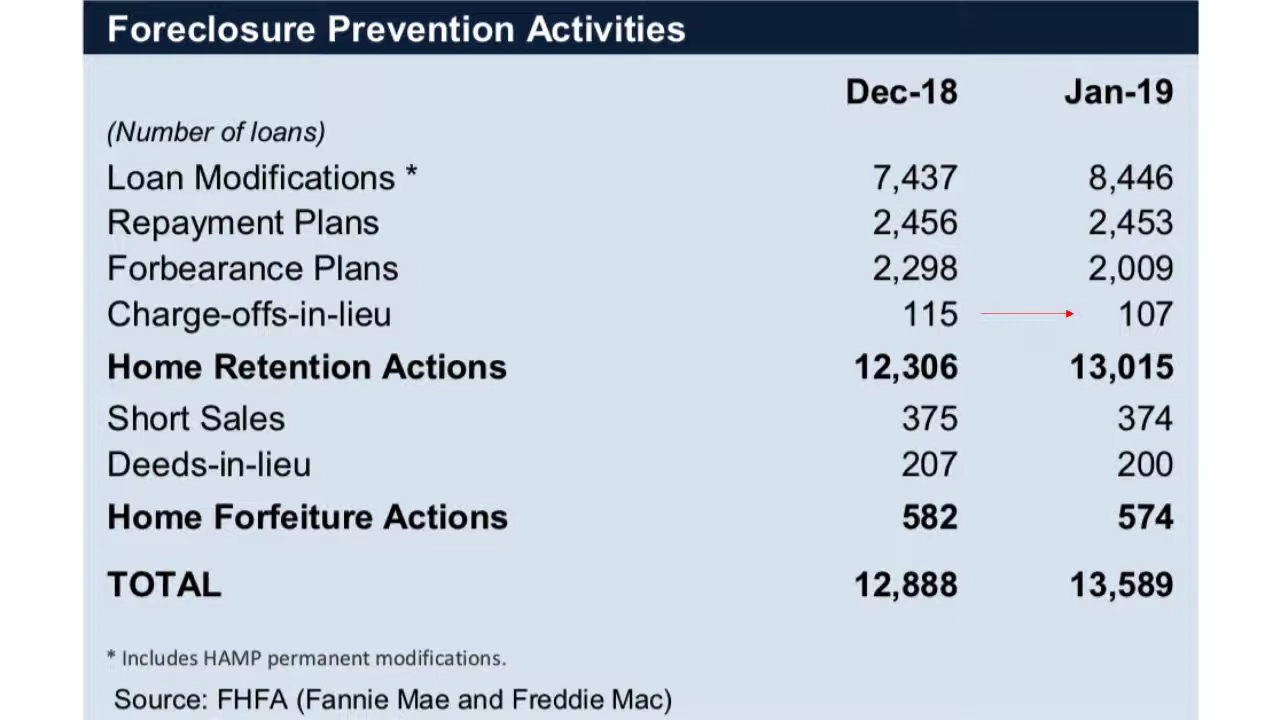 Foreclosure Prevention Activities
Dec-18 Jan-19
(Number of loans)
Loan Modifications * 7,437 8,446
Repayment Plans 2,456 2,453
Forbearance Plans 2,298 2,009
Charge-offs-in-lieu 115 107
Home Retention Actions 12,306 13,015
Short Sales 375 374
Deeds-in-lieu 207 200
Home Forfeiture Actions 582 574
TOTAL 12,888 13,589
* Includes HAMP permanent modifications.
Source: FHFA (Fannie Mae and Freddie Mac)